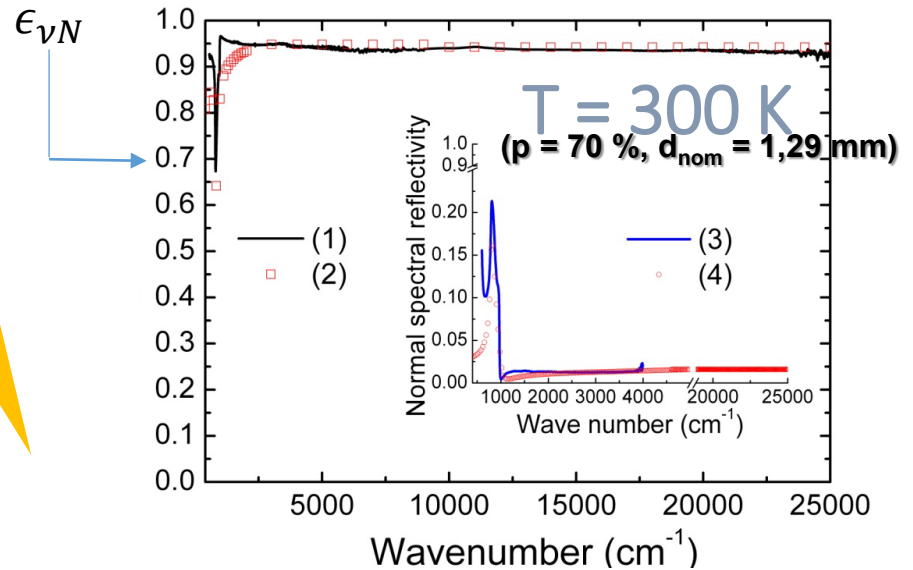 ϵνN
1.0
0.9
0.8
0.7
0.6
0.5
0.4
0.3
0.2
0.1
0.0
T = 300 K
(p = 70 %, dnom = 1,29 mm)
(1)
(2)
Normal spectral reflectivity
1.0
0.9
0.20
0.15
0.10
0.05
0.00
(3)
(4)
1000 2000 3000 4000 20000 25000
Wave number (cm-1)
5000 10000 15000 20000 25000
Wavenumber (cm-1)